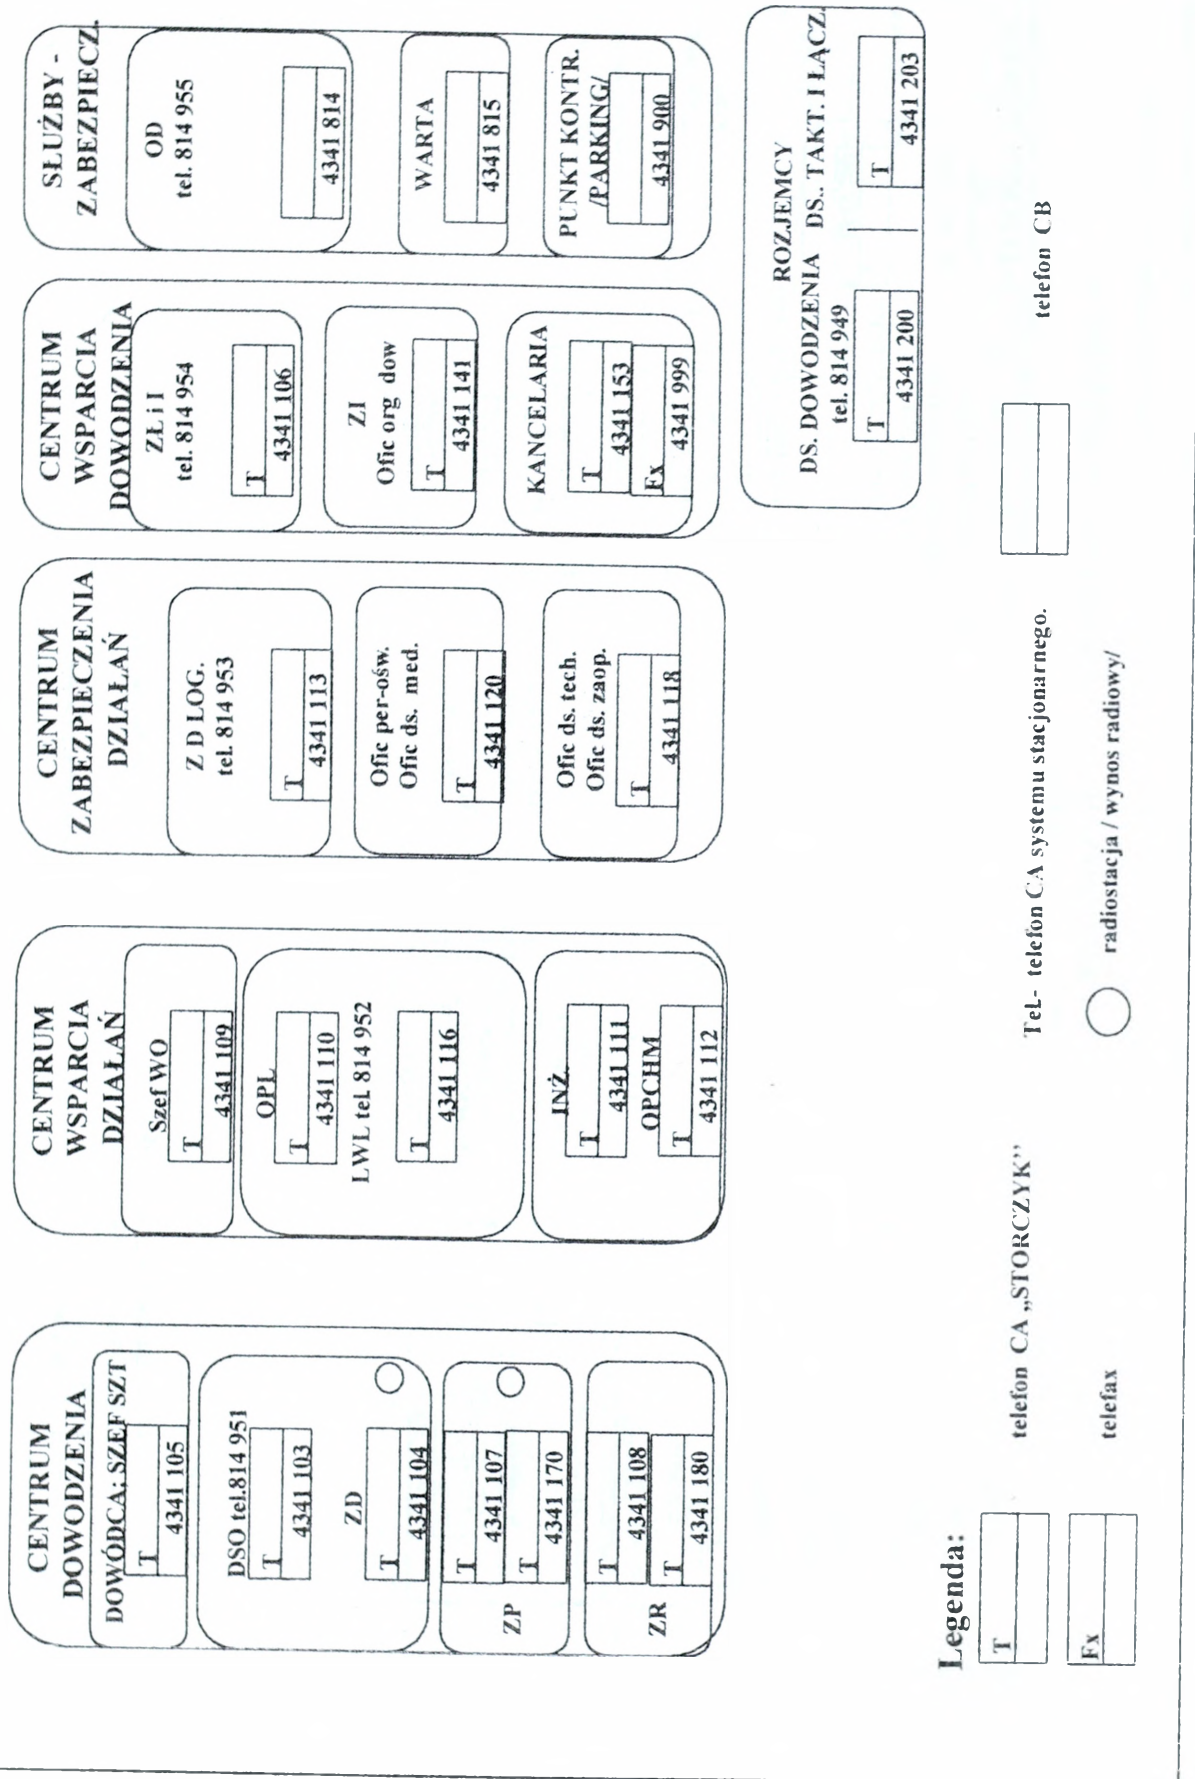 CENTRUM
DOWODZENIA
DOWÓDCA; SZEF SZT
T
4341 105
DSO tel.814 951
T
4341 103
ZD
T
4341 104
ZP
T
4341 107
T
4341 170
ZR
T
4341 108
T
4341 180
CENTRUM
WSPARCIA
DZIAŁAŃ
Szef WO
T
4341 109
OPL
T
4341 110
LWL tel. 814 952
T
4341 116
INŻ.
T
4341 111
OPCHM
T
4341 112
CENTRUM
ZABEZPIECZENIA
DZIAŁAŃ
Z D LOG.
tel. 814 953
T
4341 113
Ofic per-ośw.
Ofic ds. med.
T
4341 120
Ofic ds. tech.
Ofic ds. zaop.
T
4341 118
CENTRUM
WSPARCIA
DOWODZENIA
ZŁ i I
tel. 814 954
T
4341 106
ZI
Ofic org dow
T
4341 141
KANCELARIA
T
4341 153
Fx
4341 999
SŁUŻBY -
ZABEZPIECZ.
OD
tel. 814 955
4341 814
WARTA
4341 815
PUNKT KONTR.
/PARKING/
4341 900
ROZJEMCY
DS. DOWODZENIA DS.. TAKT. I ŁĄCZ.
tel. 814 949
T
4341 200
T
4341 203
Legenda:
T
telefon CA „STORCZYK”
Tel.- telefon CA systemu stacjonarnego.
telefon CB
Fx
telefax
radiostacja / wynos radiowy/